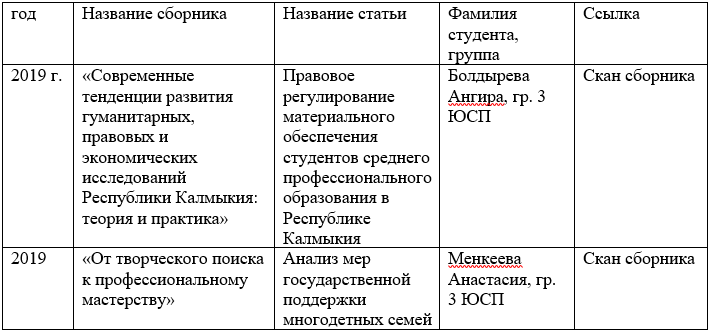 год
Название сборника
Название статьи
Фамилия
студента,
группа
Ссылка
2019 г.
«Современные
тенденции развития
гуманитарных,
правовых и
экономических
исследований
Республики Калмыкия:
теория и практика»
Правовое
регулирование
материального
обеспечения
студентов среднего
профессионального
образования в
Республике
Калмыкия
Болдырева
Ангира, гр. 3
ЮСП
Скан сборника
2019
«От творческого поиска
к профессиональному
мастерству»
Анализ мер
государственной
поддержки
многодетных семей
Менкеева
Анастасия, гр.
3 ЮСП
Скан сборника